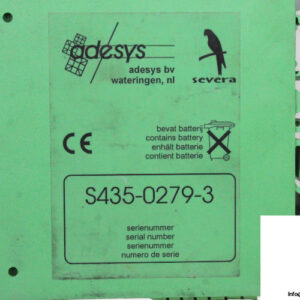 adesys
adesys bv
wateringen, nl
severa
CE
bevat batterij
contains battery
enhält batterie
contient batterie
S435-0279-3
serienummer
serial number
serienummer
numero de serie